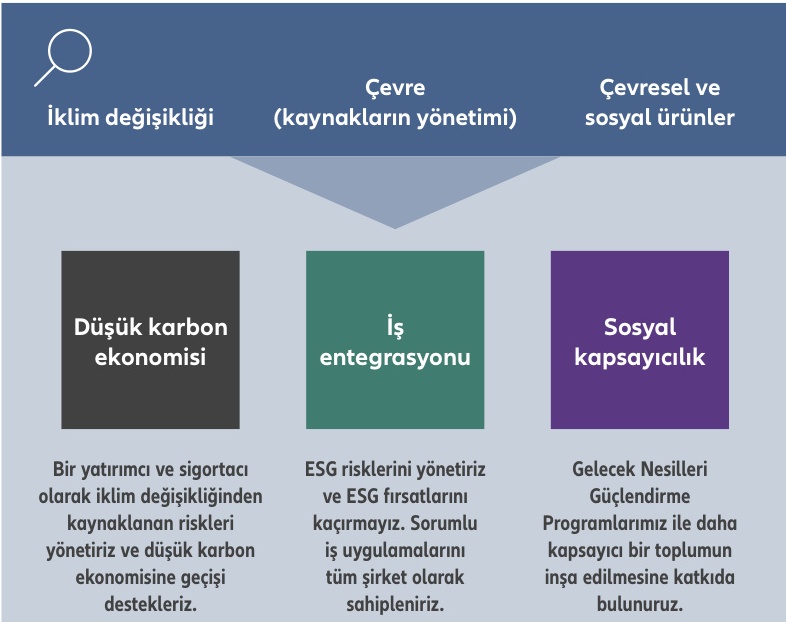 İklim değişikliği
Çevre
(kaynakların yönetimi)
Çevresel ve
sosyal ürünler
Düşük karbon
ekonomisi
Bir yatırımcı ve sigortacı
olarak iklim değişikliğinden
kaynaklanan riskleri
yönetiriz ve düşük karbon
ekonomisine geçişi
destekleriz.
İş
entegrasyonu
ESG risklerini yönetiriz
ve ESG fırsatlarını
kaçırmayız. Sorumlu
iş uygulamalarını
tüm şirket olarak
sahipleniriz.
Sosyal
kapsayıcılık
Gelecek Nesilleri
Güçlendirme
Programlarımız ile daha
kapsayıcı bir toplumun
inşa edilmesine katkıda
bulunuruz.